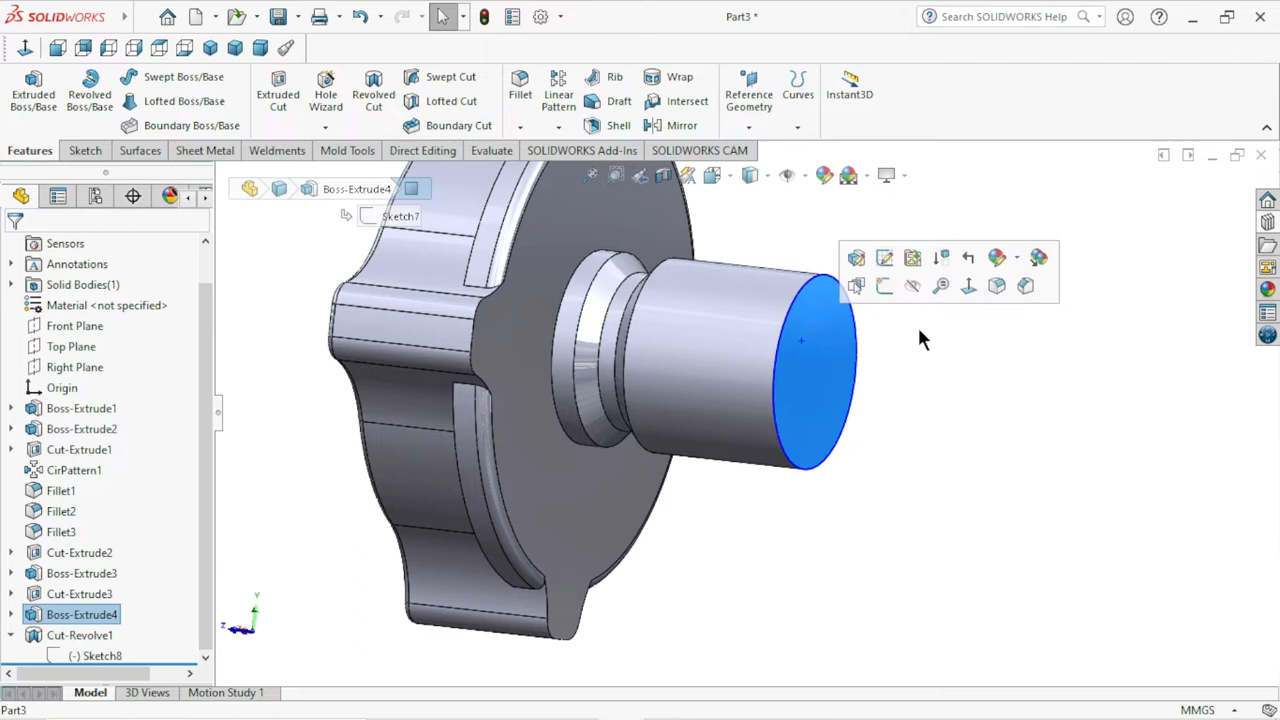 SOLIDWORKS
Part3 *
Search SOLIDWORKS Help
Extruded Boss/Base
Revolved Boss/Base
Swept Boss/Base
Lofted Boss/Base
Boundary Boss/Base
Extruded Cut
Hole Wizard
Revolved Cut
Swept Cut
Lofted Cut
Boundary Cut
Fillet
Linear Pattern
Rib
Draft
Shell
Wrap
Intersect
Mirror
Reference Geometry
Curves
Instant3D
Features
Sketch
Surfaces
Sheet Metal
Weldments
Mold Tools
Direct Editing
Evaluate
SOLIDWORKS Add-Ins
SOLIDWORKS CAM
Boss-Extrude4
Sketch7
Sensors
Annotations
Solid Bodies(1)
Material <not specified>
Front Plane
Top Plane
Right Plane
Origin
Boss-Extrude1
Boss-Extrude2
Cut-Extrude1
CirPattern1
Fillet1
Fillet2
Fillet3
Cut-Extrude2
Boss-Extrude3
Cut-Extrude3
Boss-Extrude4
Cut-Revolve1
(-) Sketch8
Y
Z
Model
3D Views
Motion Study 1
Part3
MMGS